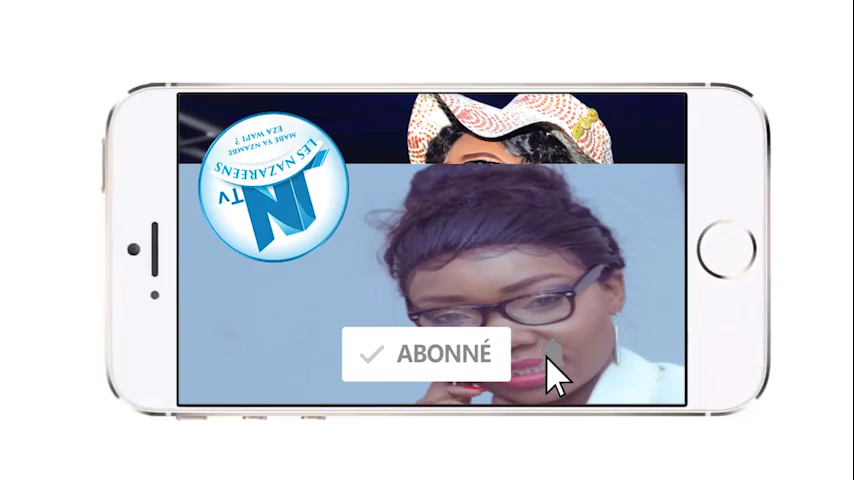 MABE YA NZAMBE
EZA WAPI ?
LES NAZAREENS
TV
N
ABONNÉ